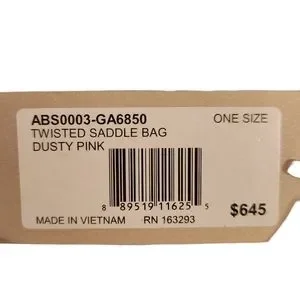 ABS0003-GA6850 ONE SIZE
TWISTED SADDLE BAG
DUSTY PINK
8 89519 11625 5
MADE IN VIETNAM RN 163293 $645